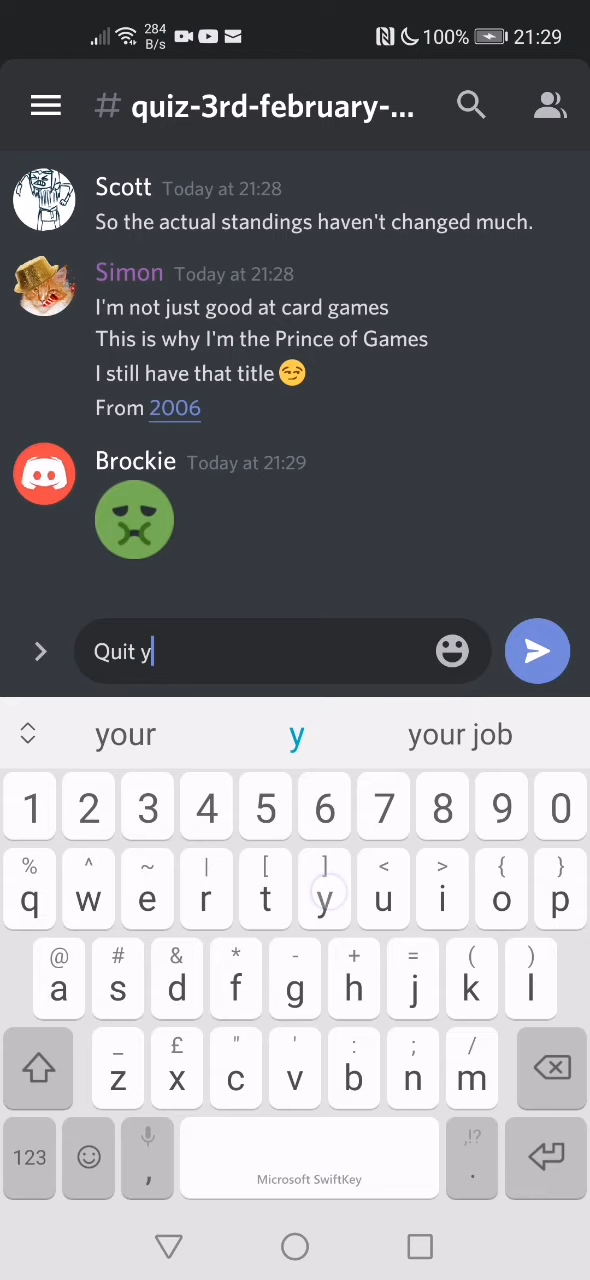 284
B/s
100%
21:29
# quiz-3rd-february-...
Scott Today at 21:28
So the actual standings haven't changed much.
Simon Today at 21:28
I'm not just good at card games
This is why I'm the Prince of Games
I still have that title 😏
From 2006
Brockie Today at 21:29
Quit y
your y your job
1 2 3 4 5 6 7 8 9 0
% ^ ~ | [ ] < > { }
q w e r t y u i o p
@ # & * - + = ( )
a s d f g h j k l
_ £ " ' : ; /
z x c v b n m
,!?
123 , .
Microsoft SwiftKey